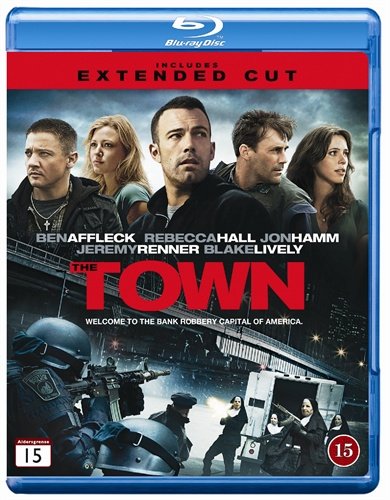 Blu-ray Disc
INCLUDES
EXTENDED CUT
BEN AFFLECK REBECCA HALL JON HAMM
JEREMY RENNER BLAKE LIVELY
THE
TOWN
WELCOME TO THE BANK ROBBERY CAPITAL OF AMERICA.
Aldersgrense
15
15